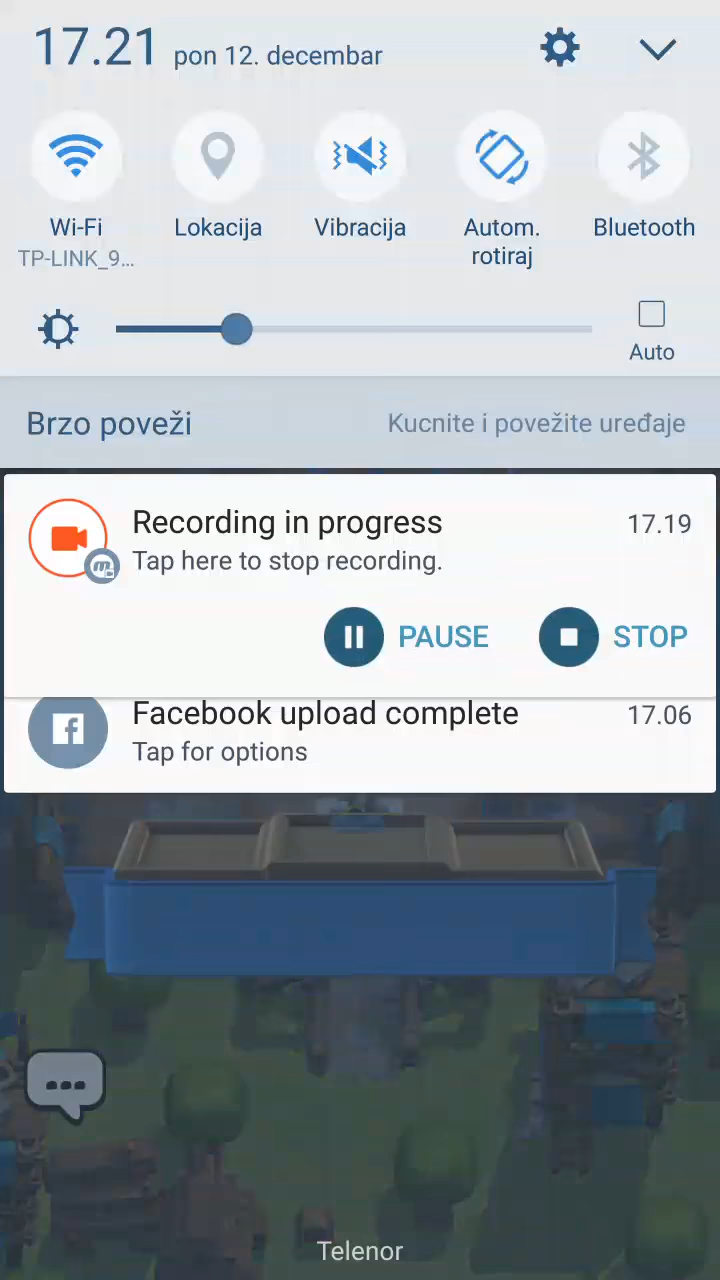 17.21 pon 12. decembar
Wi-Fi
TP-LINK_9...
Lokacija
Vibracija
Autom.
rotiraj
Bluetooth
Auto
Brzo poveži
Kucnite i povežite uređaje
Recording in progress 17.19
Tap here to stop recording.
PAUSE STOP
Facebook upload complete 17.06
Tap for options
Telenor